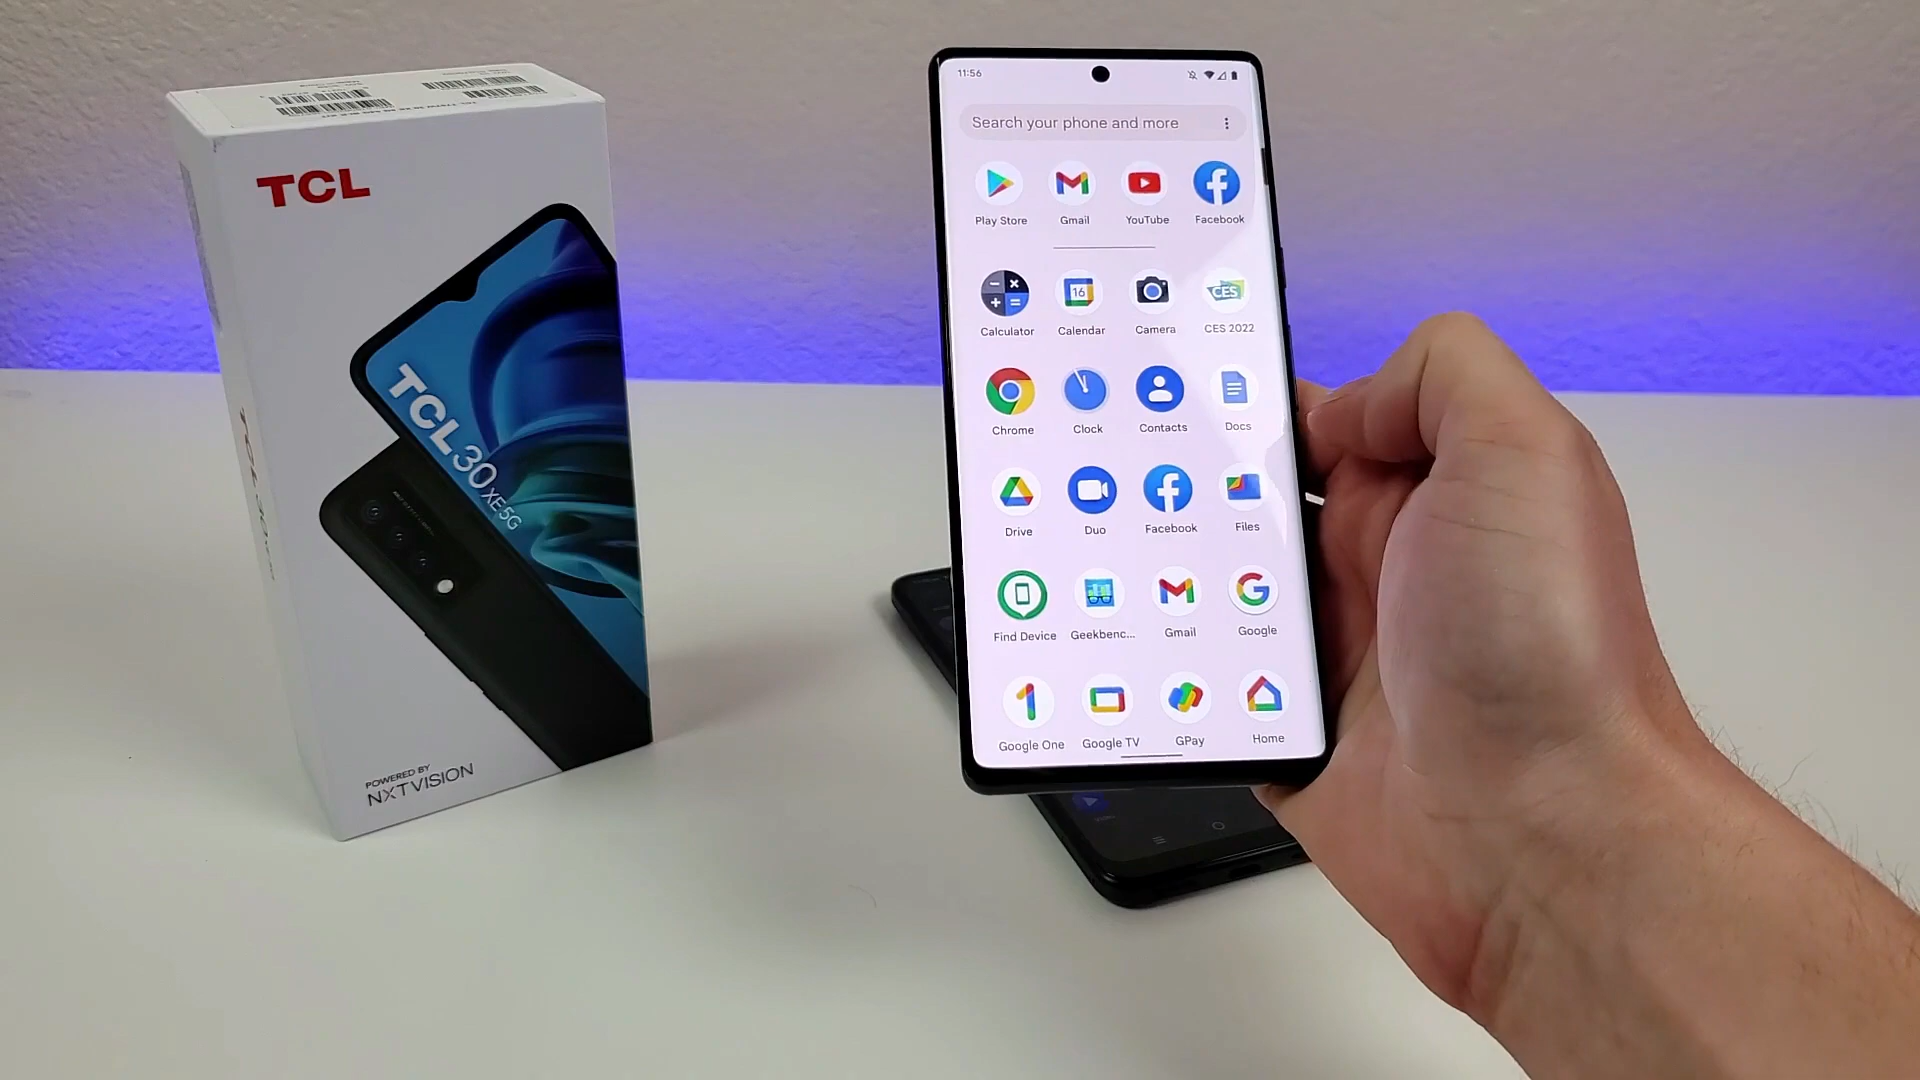 TCL
TCL 30 XE 5G
POWERED BY
NXTVISION
11:56
Search your phone and more
Play Store
Gmail
YouTube
Facebook
Calculator
Calendar
Camera
CES 2022
16
CES
Chrome
Clock
Contacts
Docs
Drive
Duo
Facebook
Files
Find Device
Geekbenc...
Gmail
Google
Google One
Google TV
GPay
Home